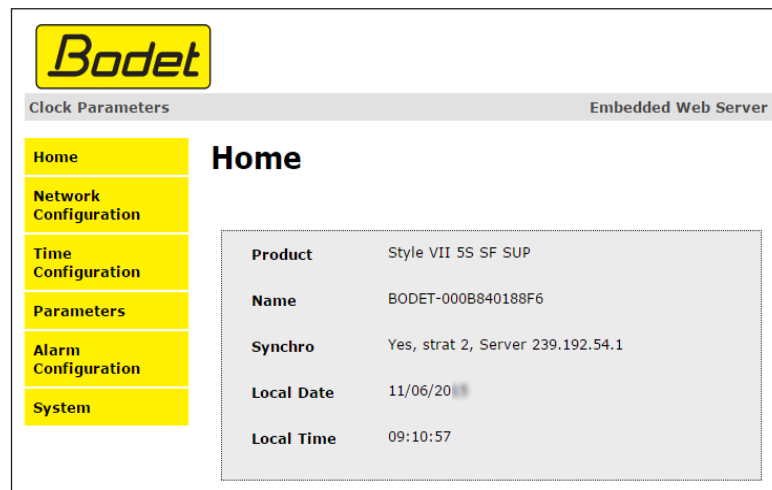 Bodet
Clock Parameters Embedded Web Server
Home
Home
Network
Configuration
Time
Configuration
Parameters
Alarm
Configuration
System
Product Style VII 5S SF SUP
Name BODET-000B840188F6
Synchro Yes, strat 2, Server 239.192.54.1
Local Date 11/06/20
Local Time 09:10:57